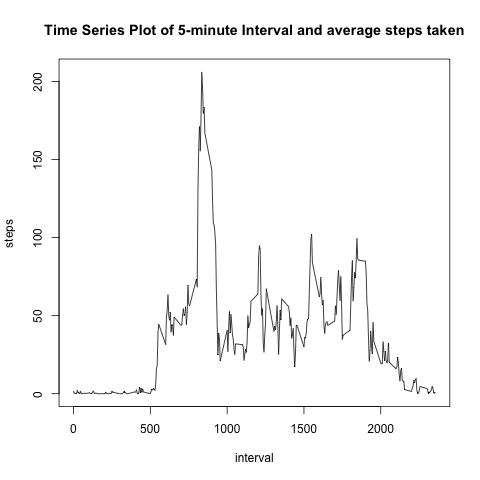 Time Series Plot of 5-minute Interval and average steps taken
200
150
100
50
0
steps
0 500 1000 1500 2000
interval